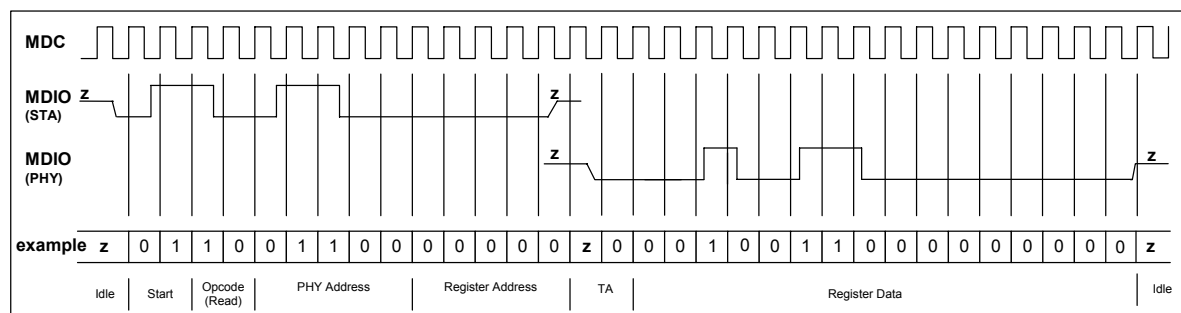 MDC
MDIO z z
(STA)
MDIO z z
(PHY)
example z 0 1 1 0 0 1 1 0 0 0 0 0 0 0 z 0 0 0 1 0 0 1 1 0 0 0 0 0 0 0 0 0 z
Idle Start Opcode PHY Address Register Address TA Register Data Idle
(Read)